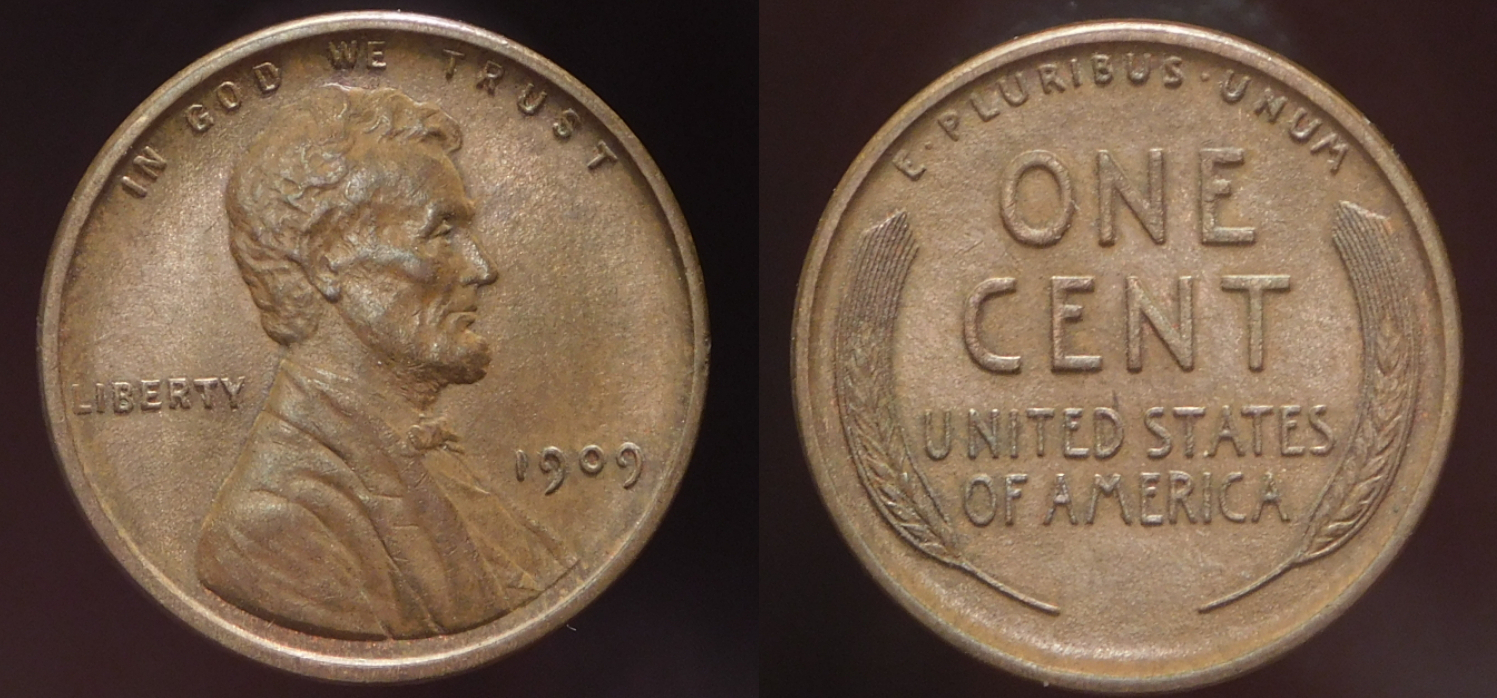 IN GOD WE TRUST
LIBERTY
1909
E·PLURIBUS·UNUM
ONE
CENT
UNITED STATES
OF AMERICA